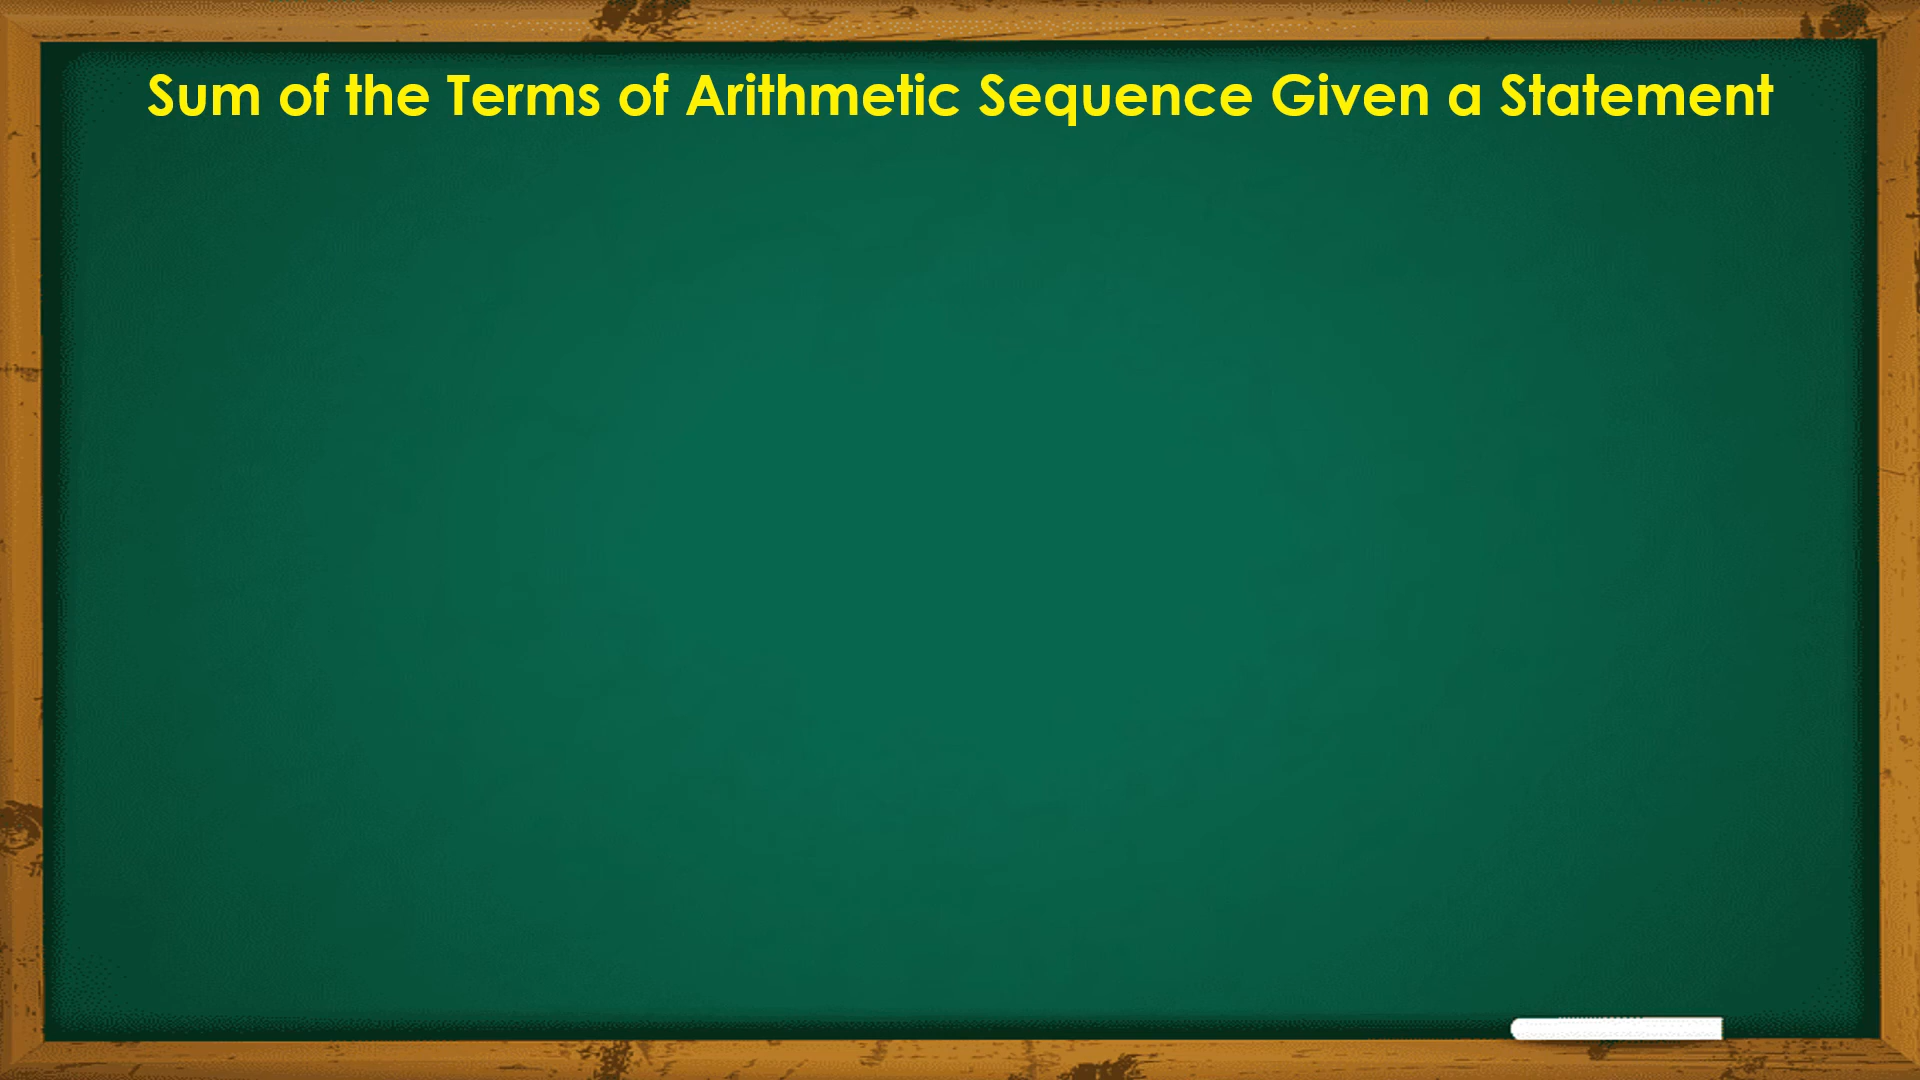 Sum of the Terms of Arithmetic Sequence Given a Statement